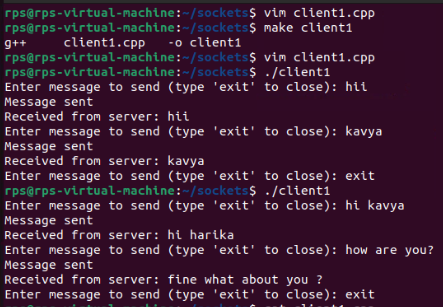 rps@rps-virtual-machine:~/sockets$ vim client1.cpp
rps@rps-virtual-machine:~/sockets$ make client1
g++     client1.cpp   -o client1
rps@rps-virtual-machine:~/sockets$ vim client1.cpp
rps@rps-virtual-machine:~/sockets$ ./client1
Enter message to send (type 'exit' to close): hii
Message sent
Received from server: hii
Enter message to send (type 'exit' to close): kavya
Message sent
Received from server: kavya
Enter message to send (type 'exit' to close): exit
rps@rps-virtual-machine:~/sockets$ ./client1
Enter message to send (type 'exit' to close): hi kavya
Message sent
Received from server: hi harika
Enter message to send (type 'exit' to close): how are you?
Message sent
Received from server: fine what about you ?
Enter message to send (type 'exit' to close): exit